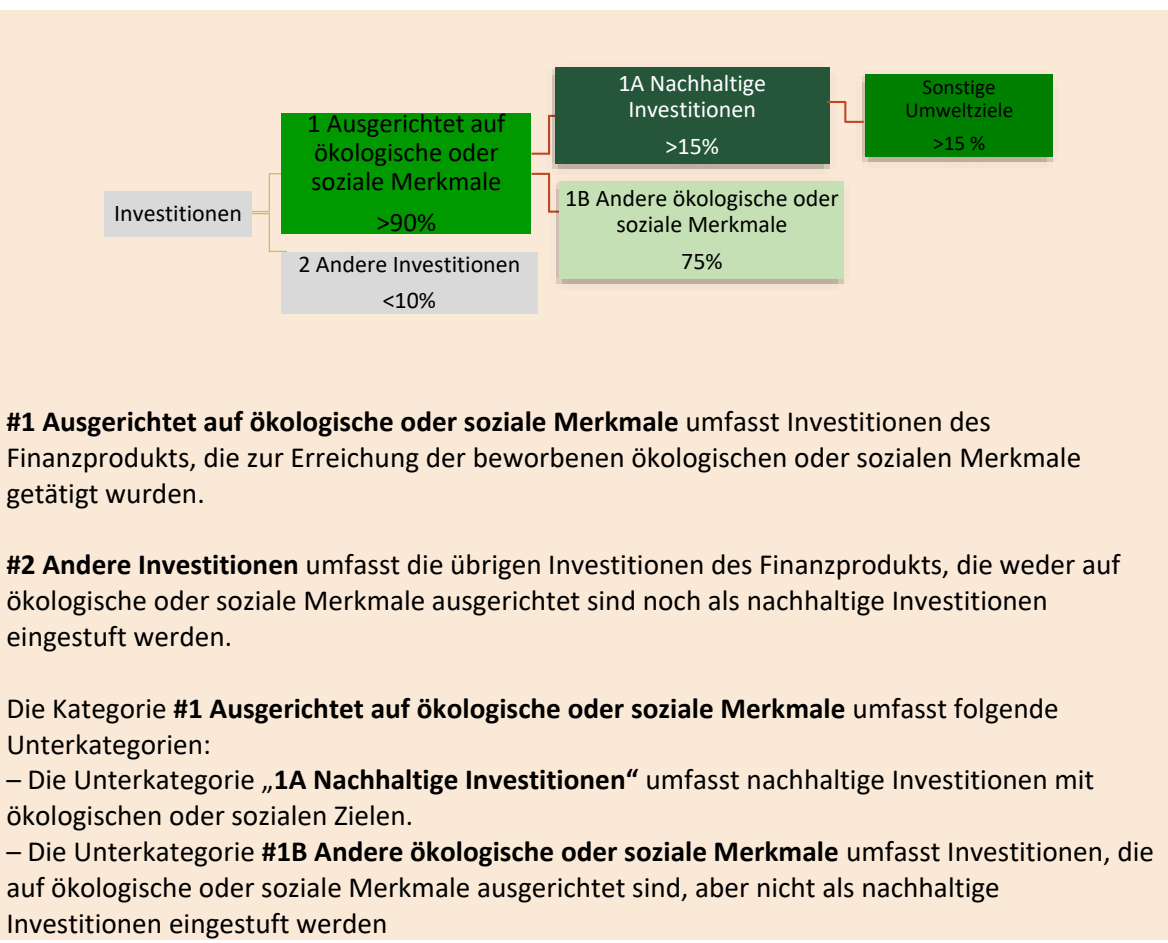 1A Nachhaltige
Investitionen
>15%
Sonstige
Umweltziele
>15 %
1 Ausgerichtet auf
ökologische oder
soziale Merkmale
>90%
1B Andere ökologische oder
soziale Merkmale
75%
Investitionen
2 Andere Investitionen
<10%
#1 Ausgerichtet auf ökologische oder soziale Merkmale umfasst Investitionen des
Finanzprodukts, die zur Erreichung der beworbenen ökologischen oder sozialen Merkmale
getätigt wurden.
#2 Andere Investitionen umfasst die übrigen Investitionen des Finanzprodukts, die weder auf
ökologische oder soziale Merkmale ausgerichtet sind noch als nachhaltige Investitionen
eingestuft werden.
Die Kategorie #1 Ausgerichtet auf ökologische oder soziale Merkmale umfasst folgende
Unterkategorien:
– Die Unterkategorie „1A Nachhaltige Investitionen“ umfasst nachhaltige Investitionen mit
ökologischen oder sozialen Zielen.
– Die Unterkategorie #1B Andere ökologische oder soziale Merkmale umfasst Investitionen, die
auf ökologische oder soziale Merkmale ausgerichtet sind, aber nicht als nachhaltige
Investitionen eingestuft werden